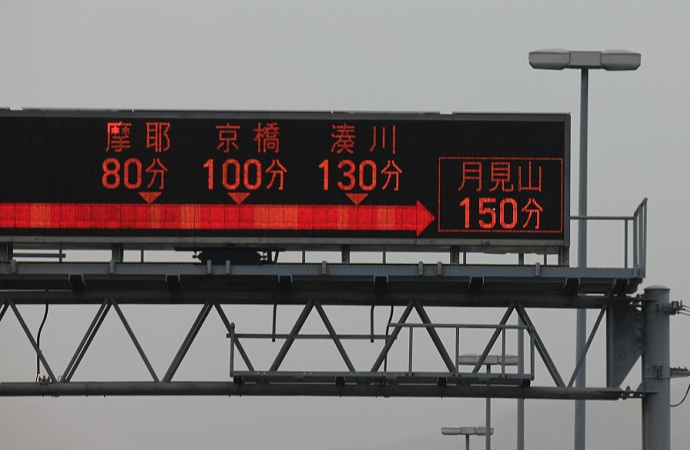 摩耶 京橋 湊川
80分 100分 130分
月見山
150分